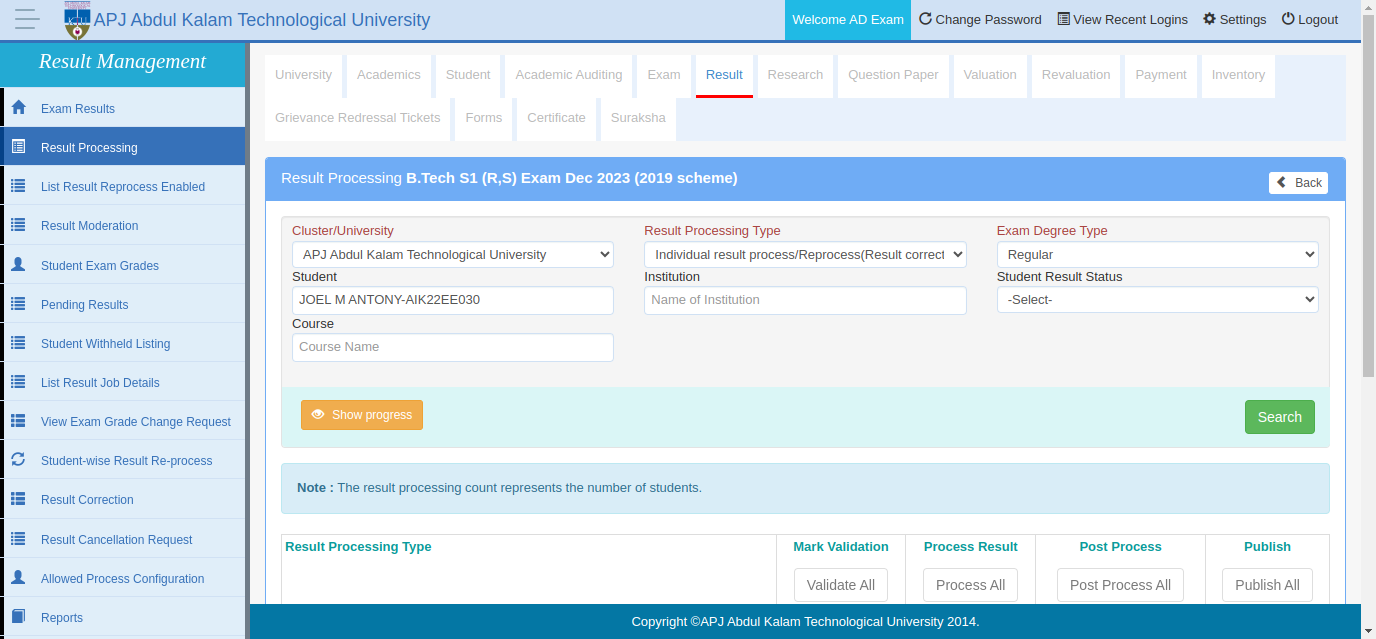 APJ Abdul Kalam Technological University
Welcome AD Exam Change Password View Recent Logins Settings Logout
Result Management
Exam Results
Result Processing
List Result Reprocess Enabled
Result Moderation
Student Exam Grades
Pending Results
Student Withheld Listing
List Result Job Details
View Exam Grade Change Request
Student-wise Result Re-process
Result Correction
Result Cancellation Request
Allowed Process Configuration
Reports
University Academics Student Academic Auditing Exam Result Research Question Paper Valuation Revaluation Payment Inventory
Grievance Redressal Tickets Forms Certificate Suraksha
Result Processing B.Tech S1 (R,S) Exam Dec 2023 (2019 scheme)
Back
Cluster/University Result Processing Type Exam Degree Type
APJ Abdul Kalam Technological University Individual result process/Reprocess(Result correct Regular
Student Institution Student Result Status
JOEL M ANTONY-AIK22EE030 Name of Institution -Select-
Course
Course Name
Show progress Search
Note : The result processing count represents the number of students.
Result Processing Type Mark Validation Process Result Post Process Publish
Validate All Process All Post Process All Publish All
Copyright ©APJ Abdul Kalam Technological University 2014.